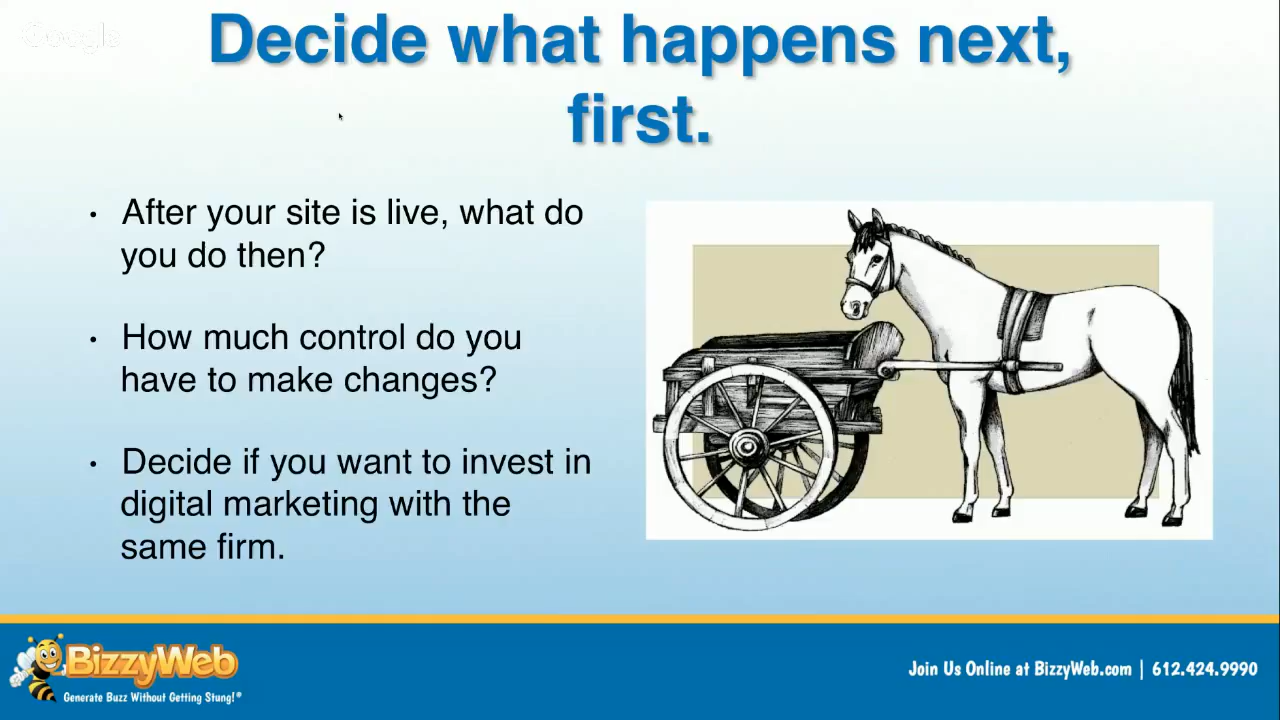 Google
Decide what happens next,
first.
• After your site is live, what do
you do then?
• How much control do you
have to make changes?
• Decide if you want to invest in
digital marketing with the
same firm.
BizzyWeb
Generate Buzz Without Getting Stung!®
Join Us Online at BizzyWeb.com | 612.424.9990